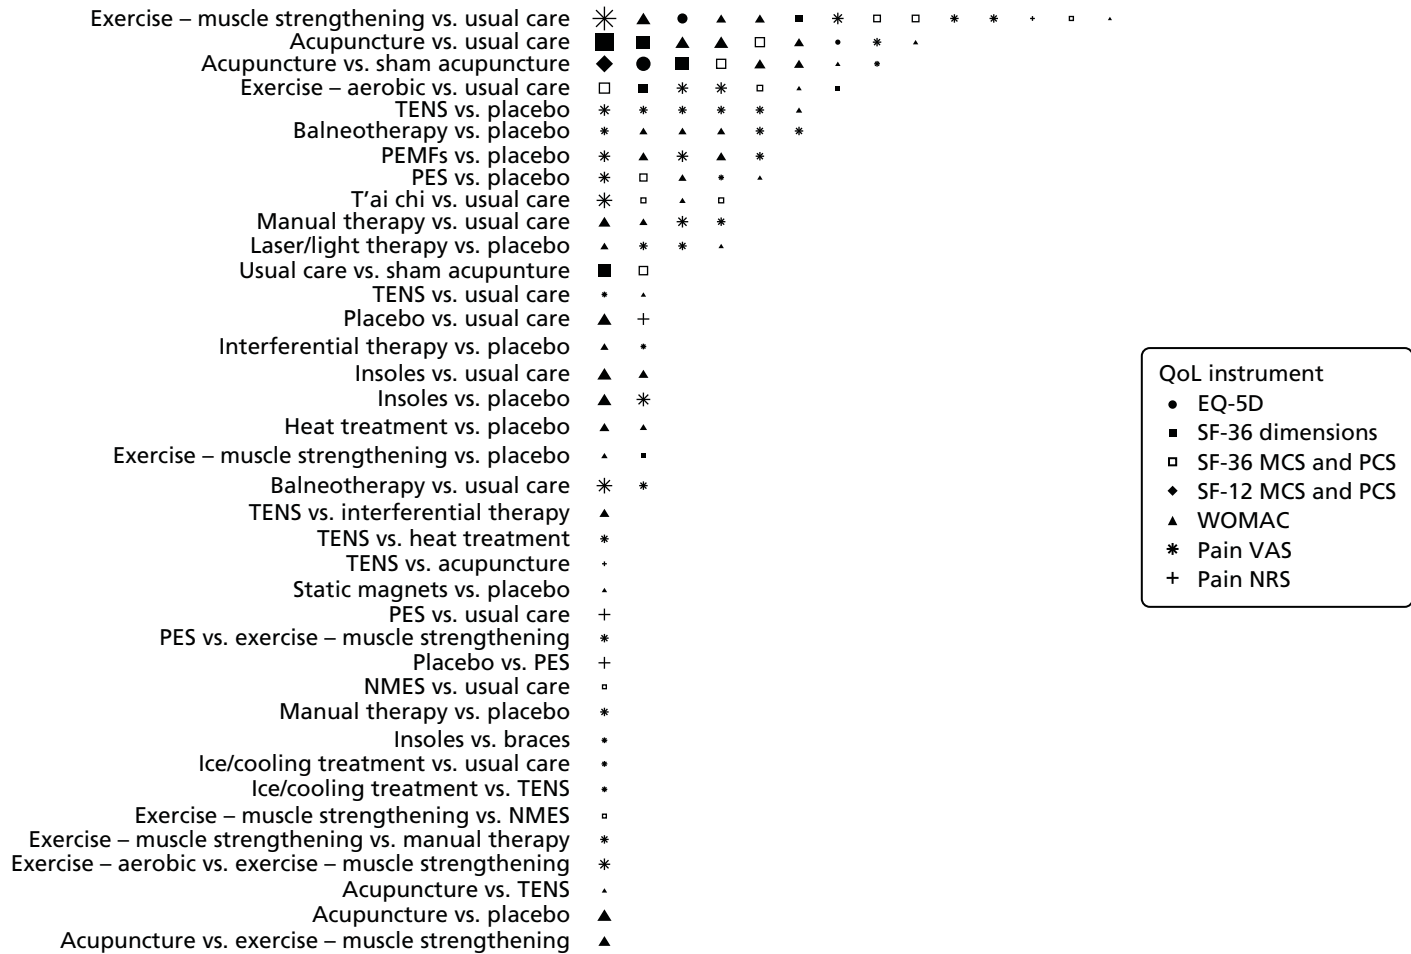 Exercise – muscle strengthening vs. usual care
Acupuncture vs. usual care
Acupuncture vs. sham acupuncture
Exercise – aerobic vs. usual care
TENS vs. placebo
Balneotherapy vs. placebo
PEMFs vs. placebo
PES vs. placebo
T’ai chi vs. usual care
Manual therapy vs. usual care
Laser/light therapy vs. placebo
Usual care vs. sham acupunture
TENS vs. usual care
Placebo vs. usual care
Interferential therapy vs. placebo
Insoles vs. usual care
Insoles vs. placebo
Heat treatment vs. placebo
Exercise – muscle strengthening vs. placebo
Balneotherapy vs. usual care
TENS vs. interferential therapy
TENS vs. heat treatment
TENS vs. acupuncture
Static magnets vs. placebo
PES vs. usual care
PES vs. exercise – muscle strengthening
Placebo vs. PES
NMES vs. usual care
Manual therapy vs. placebo
Insoles vs. braces
Ice/cooling treatment vs. usual care
Ice/cooling treatment vs. TENS
Exercise – muscle strengthening vs. NMES
Exercise – muscle strengthening vs. manual therapy
Exercise – aerobic vs. exercise – muscle strengthening
Acupuncture vs. TENS
Acupuncture vs. placebo
Acupuncture vs. exercise – muscle strengthening
QoL instrument
EQ-5D
SF-36 dimensions
SF-36 MCS and PCS
SF-12 MCS and PCS
WOMAC
Pain VAS
Pain NRS